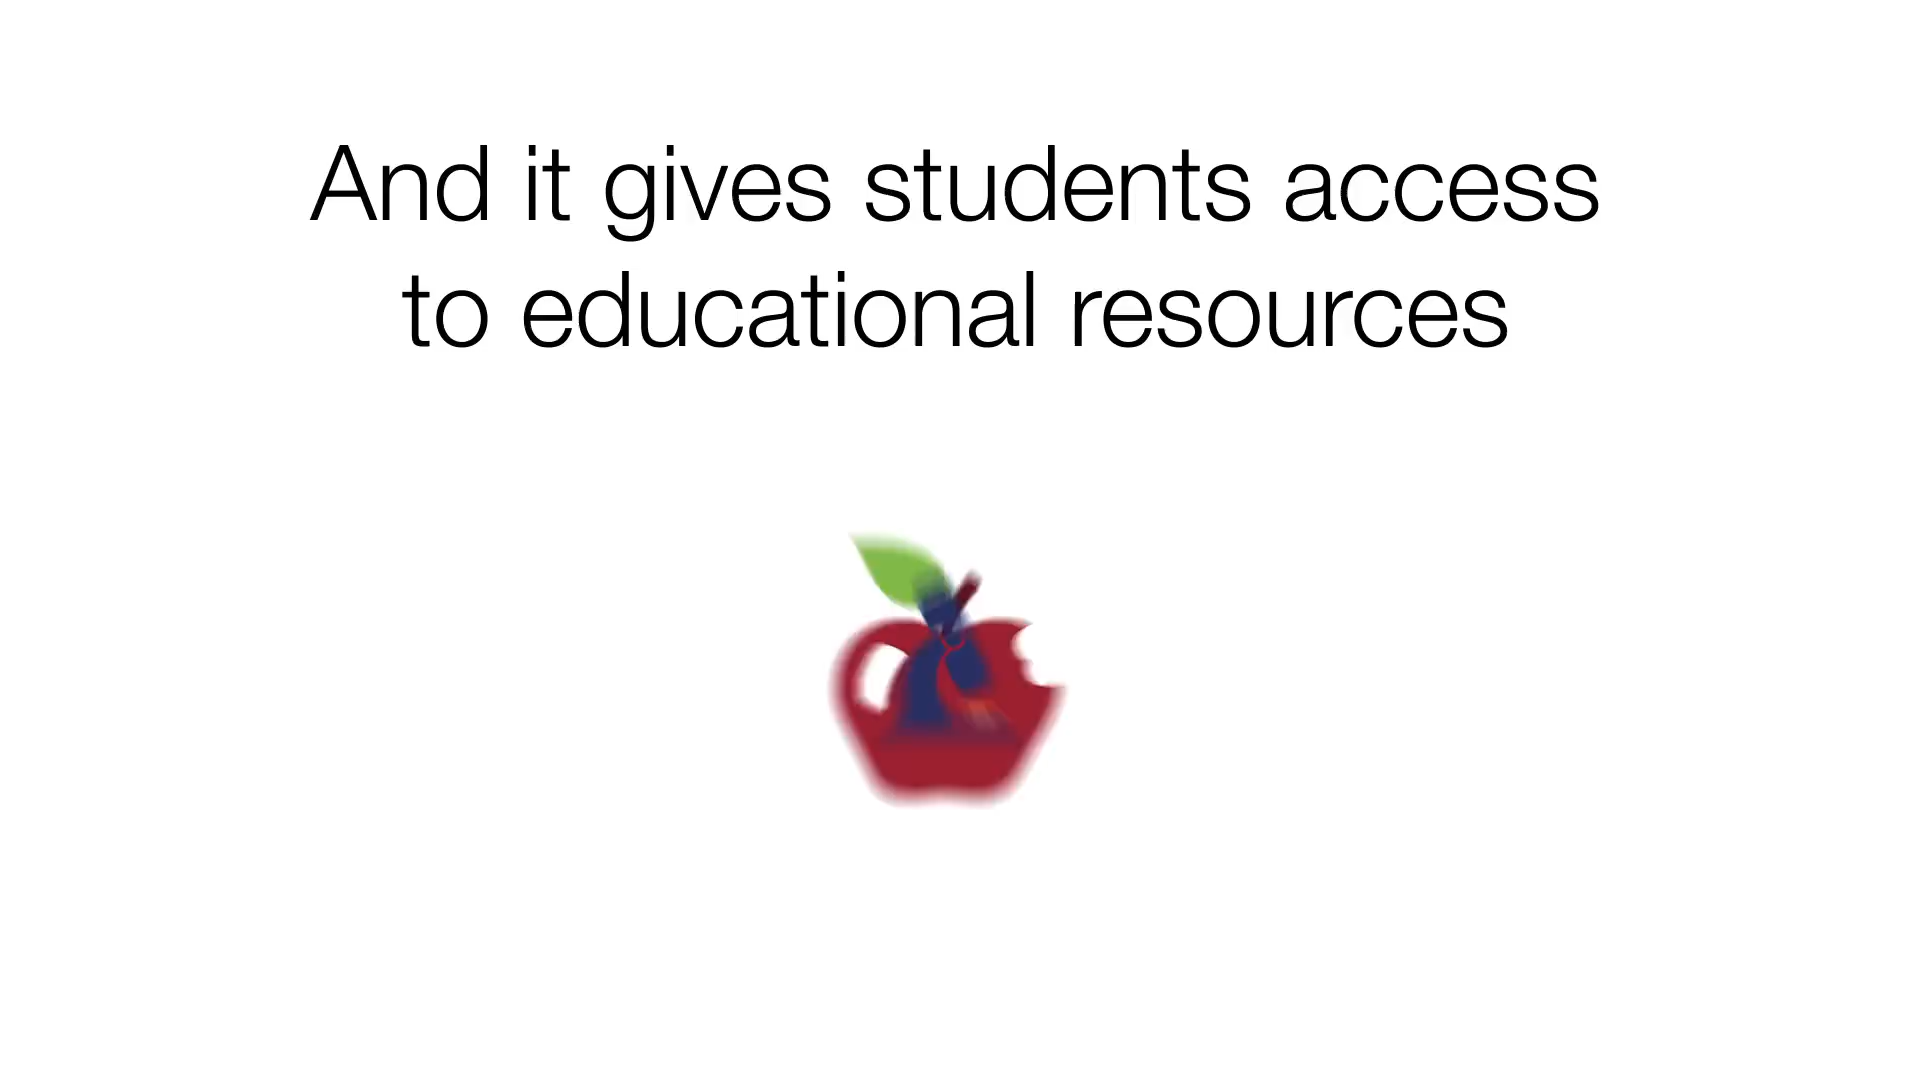 And it gives students access
to educational resources